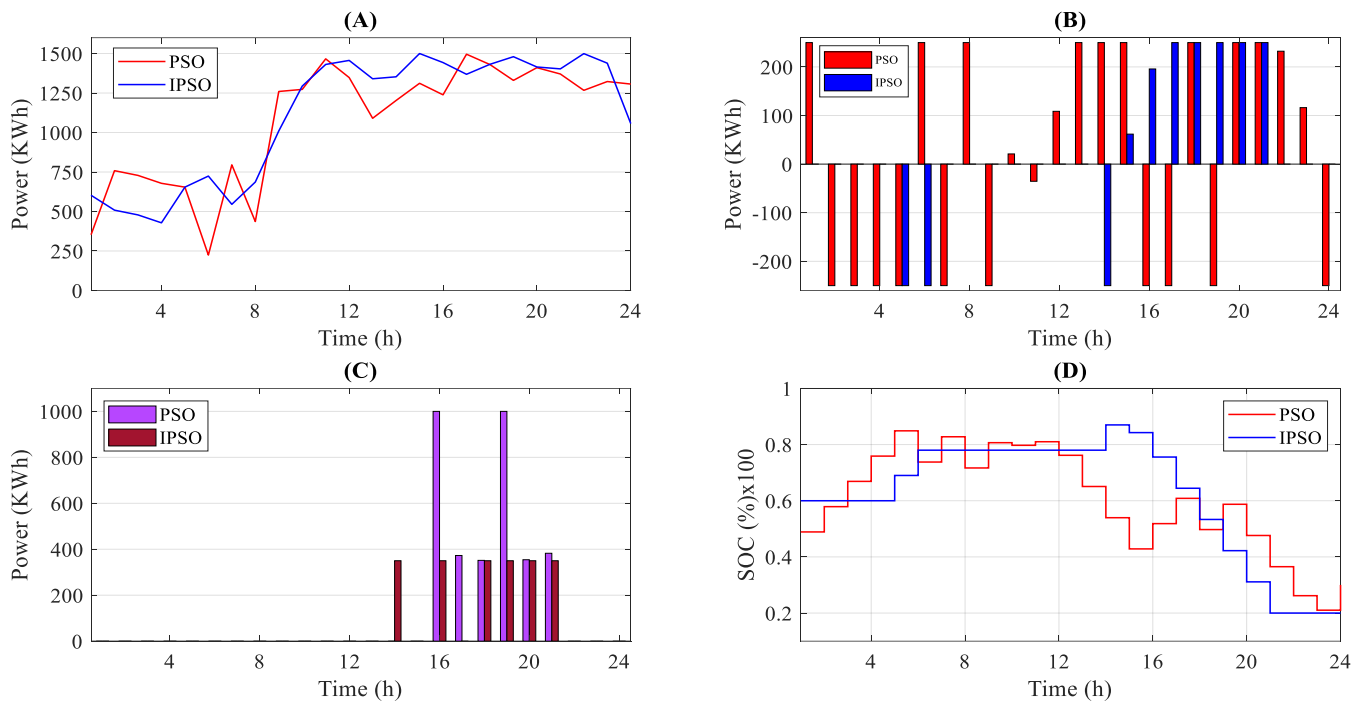 (A)
Power (KWh)
1500
1250
1000
750
500
250
0
PSO
IPSO
4 8 12 16 20 24
Time (h)
(B)
Power (KWh)
200
100
0
-100
-200
PSO
IPSO
4 8 12 16 20 24
Time (h)
(C)
Power (KWh)
1000
800
600
400
200
0
PSO
IPSO
4 8 12 16 20 24
Time (h)
(D)
SOC (%)x100
1
0.8
0.6
0.4
0.2
PSO
IPSO
4 8 12 16 20 24
Time (h)